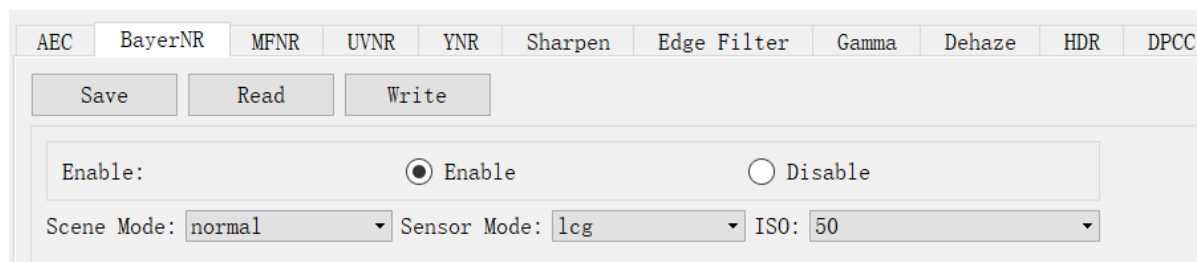 AEC BayerNR MFNR UVNR YNR Sharpen Edge Filter Gamma Dehaze HDR DPCC
Save Read Write
Enable: Enable Disable
Scene Mode: normal Sensor Mode: lcg ISO: 50